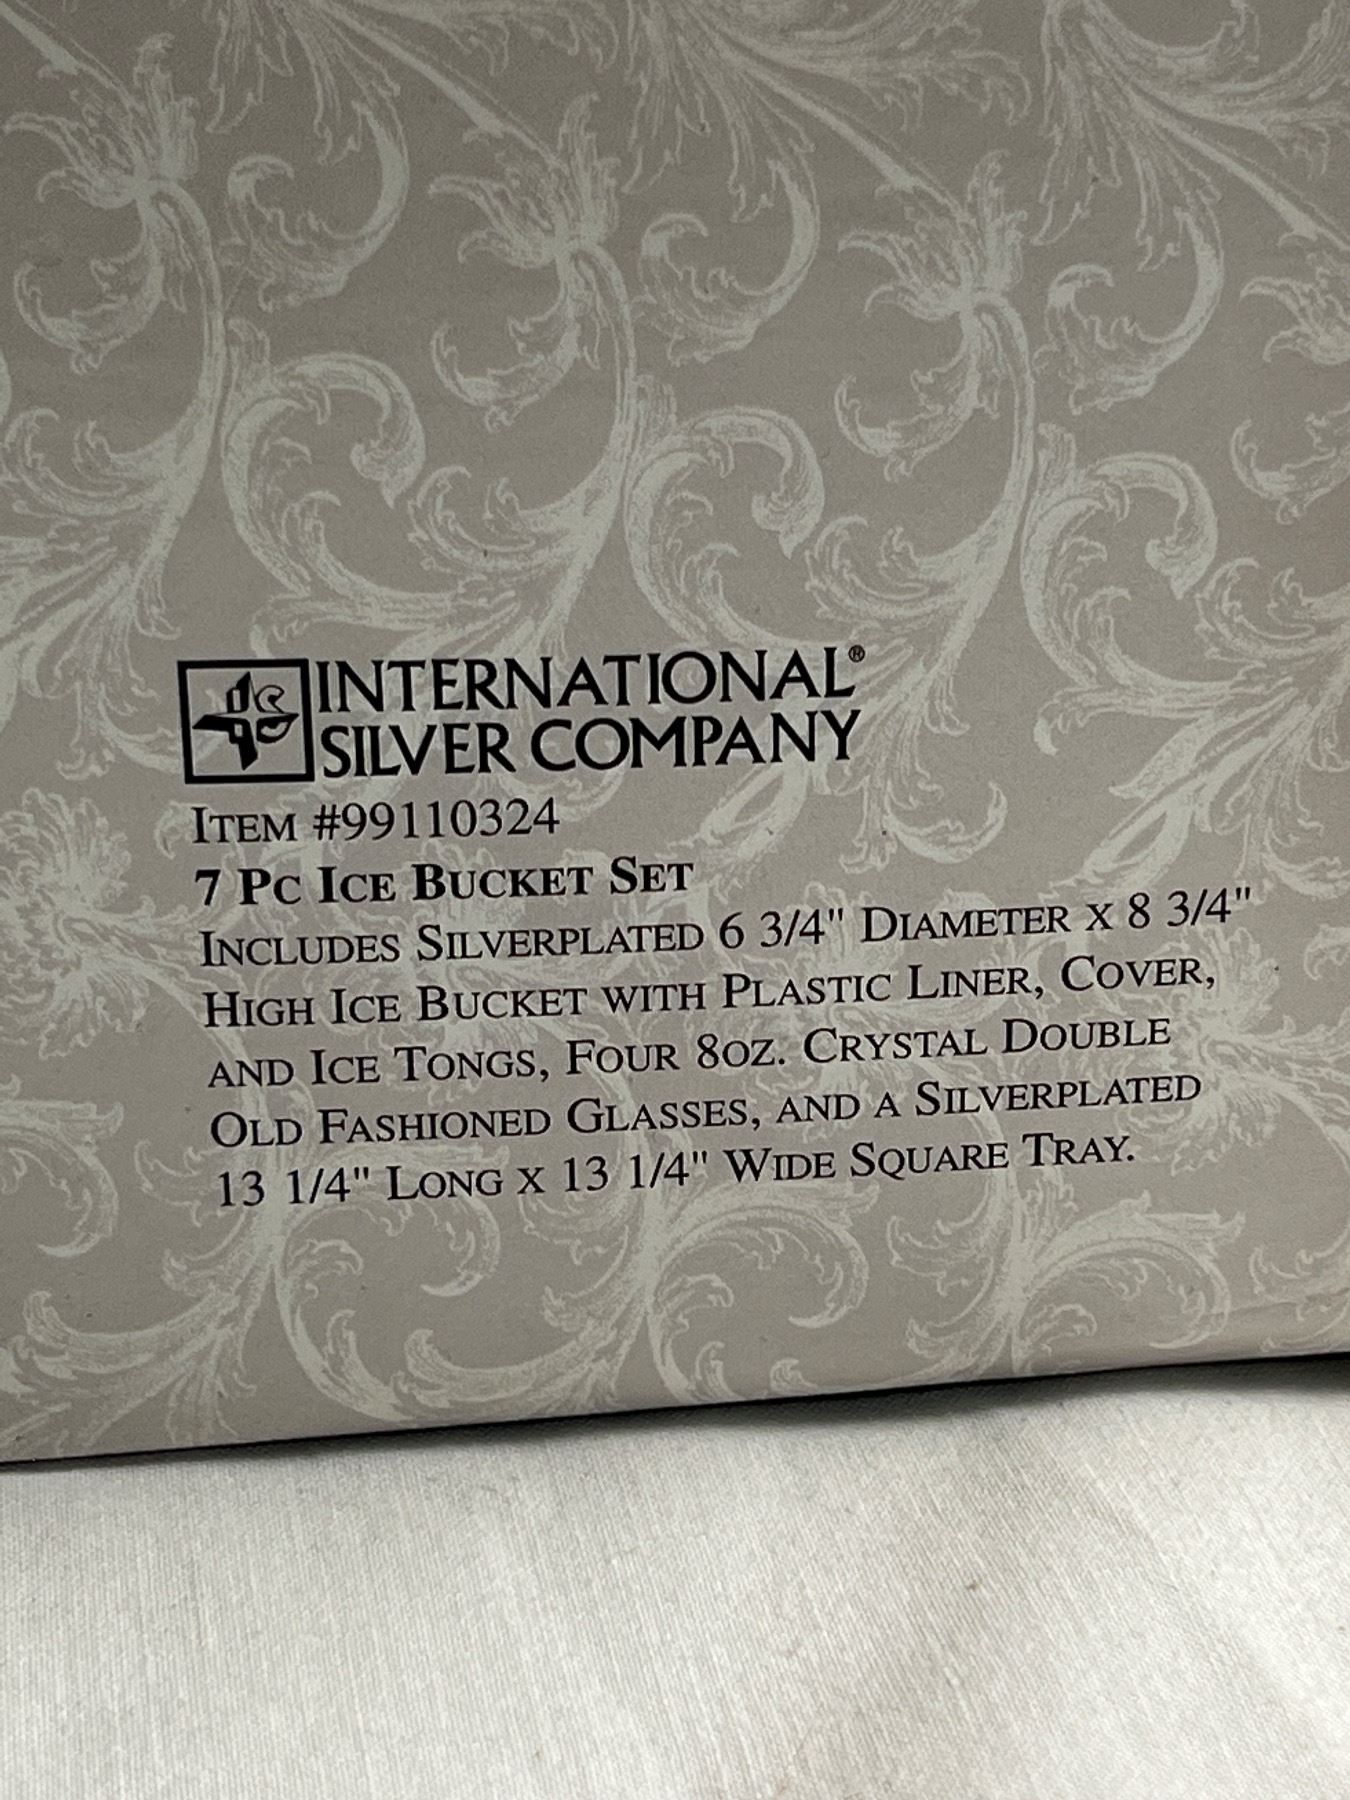 INTERNATIONAL®
SILVER COMPANY
ITEM #99110324
7 PC ICE BUCKET SET
INCLUDES SILVERPLATED 6 3/4" DIAMETER X 8 3/4"
HIGH ICE BUCKET WITH PLASTIC LINER, COVER,
AND ICE TONGS, FOUR 8OZ. CRYSTAL DOUBLE
OLD FASHIONED GLASSES, AND A SILVERPLATED
13 1/4" LONG X 13 1/4" WIDE SQUARE TRAY.